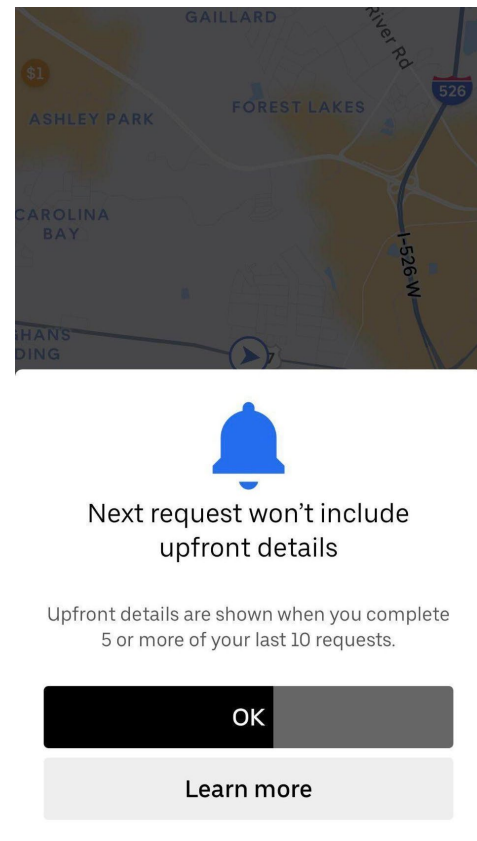 GAILLARD
River Rd
$1
526
FOREST LAKES
ASHLEY PARK
CAROLINA
BAY
I-526 W
HANS
DING
7
Next request won't include
upfront details
Upfront details are shown when you complete
5 or more of your last 10 requests.
OK
Learn more